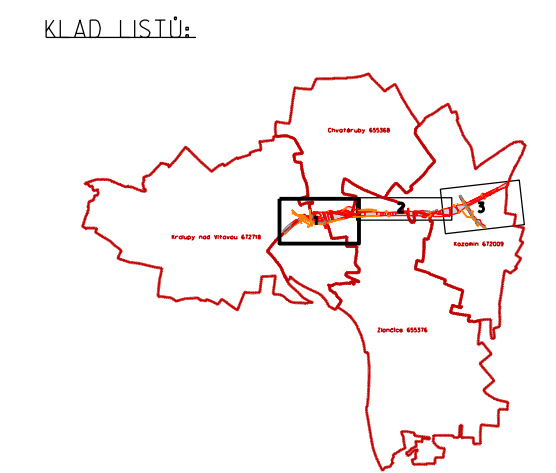 KLAD LISTŮ:
Chvatěruby 655368
2
3
1
Kralupy nad Vltavou 672718
Kozomín 672009
Zlončice 655376